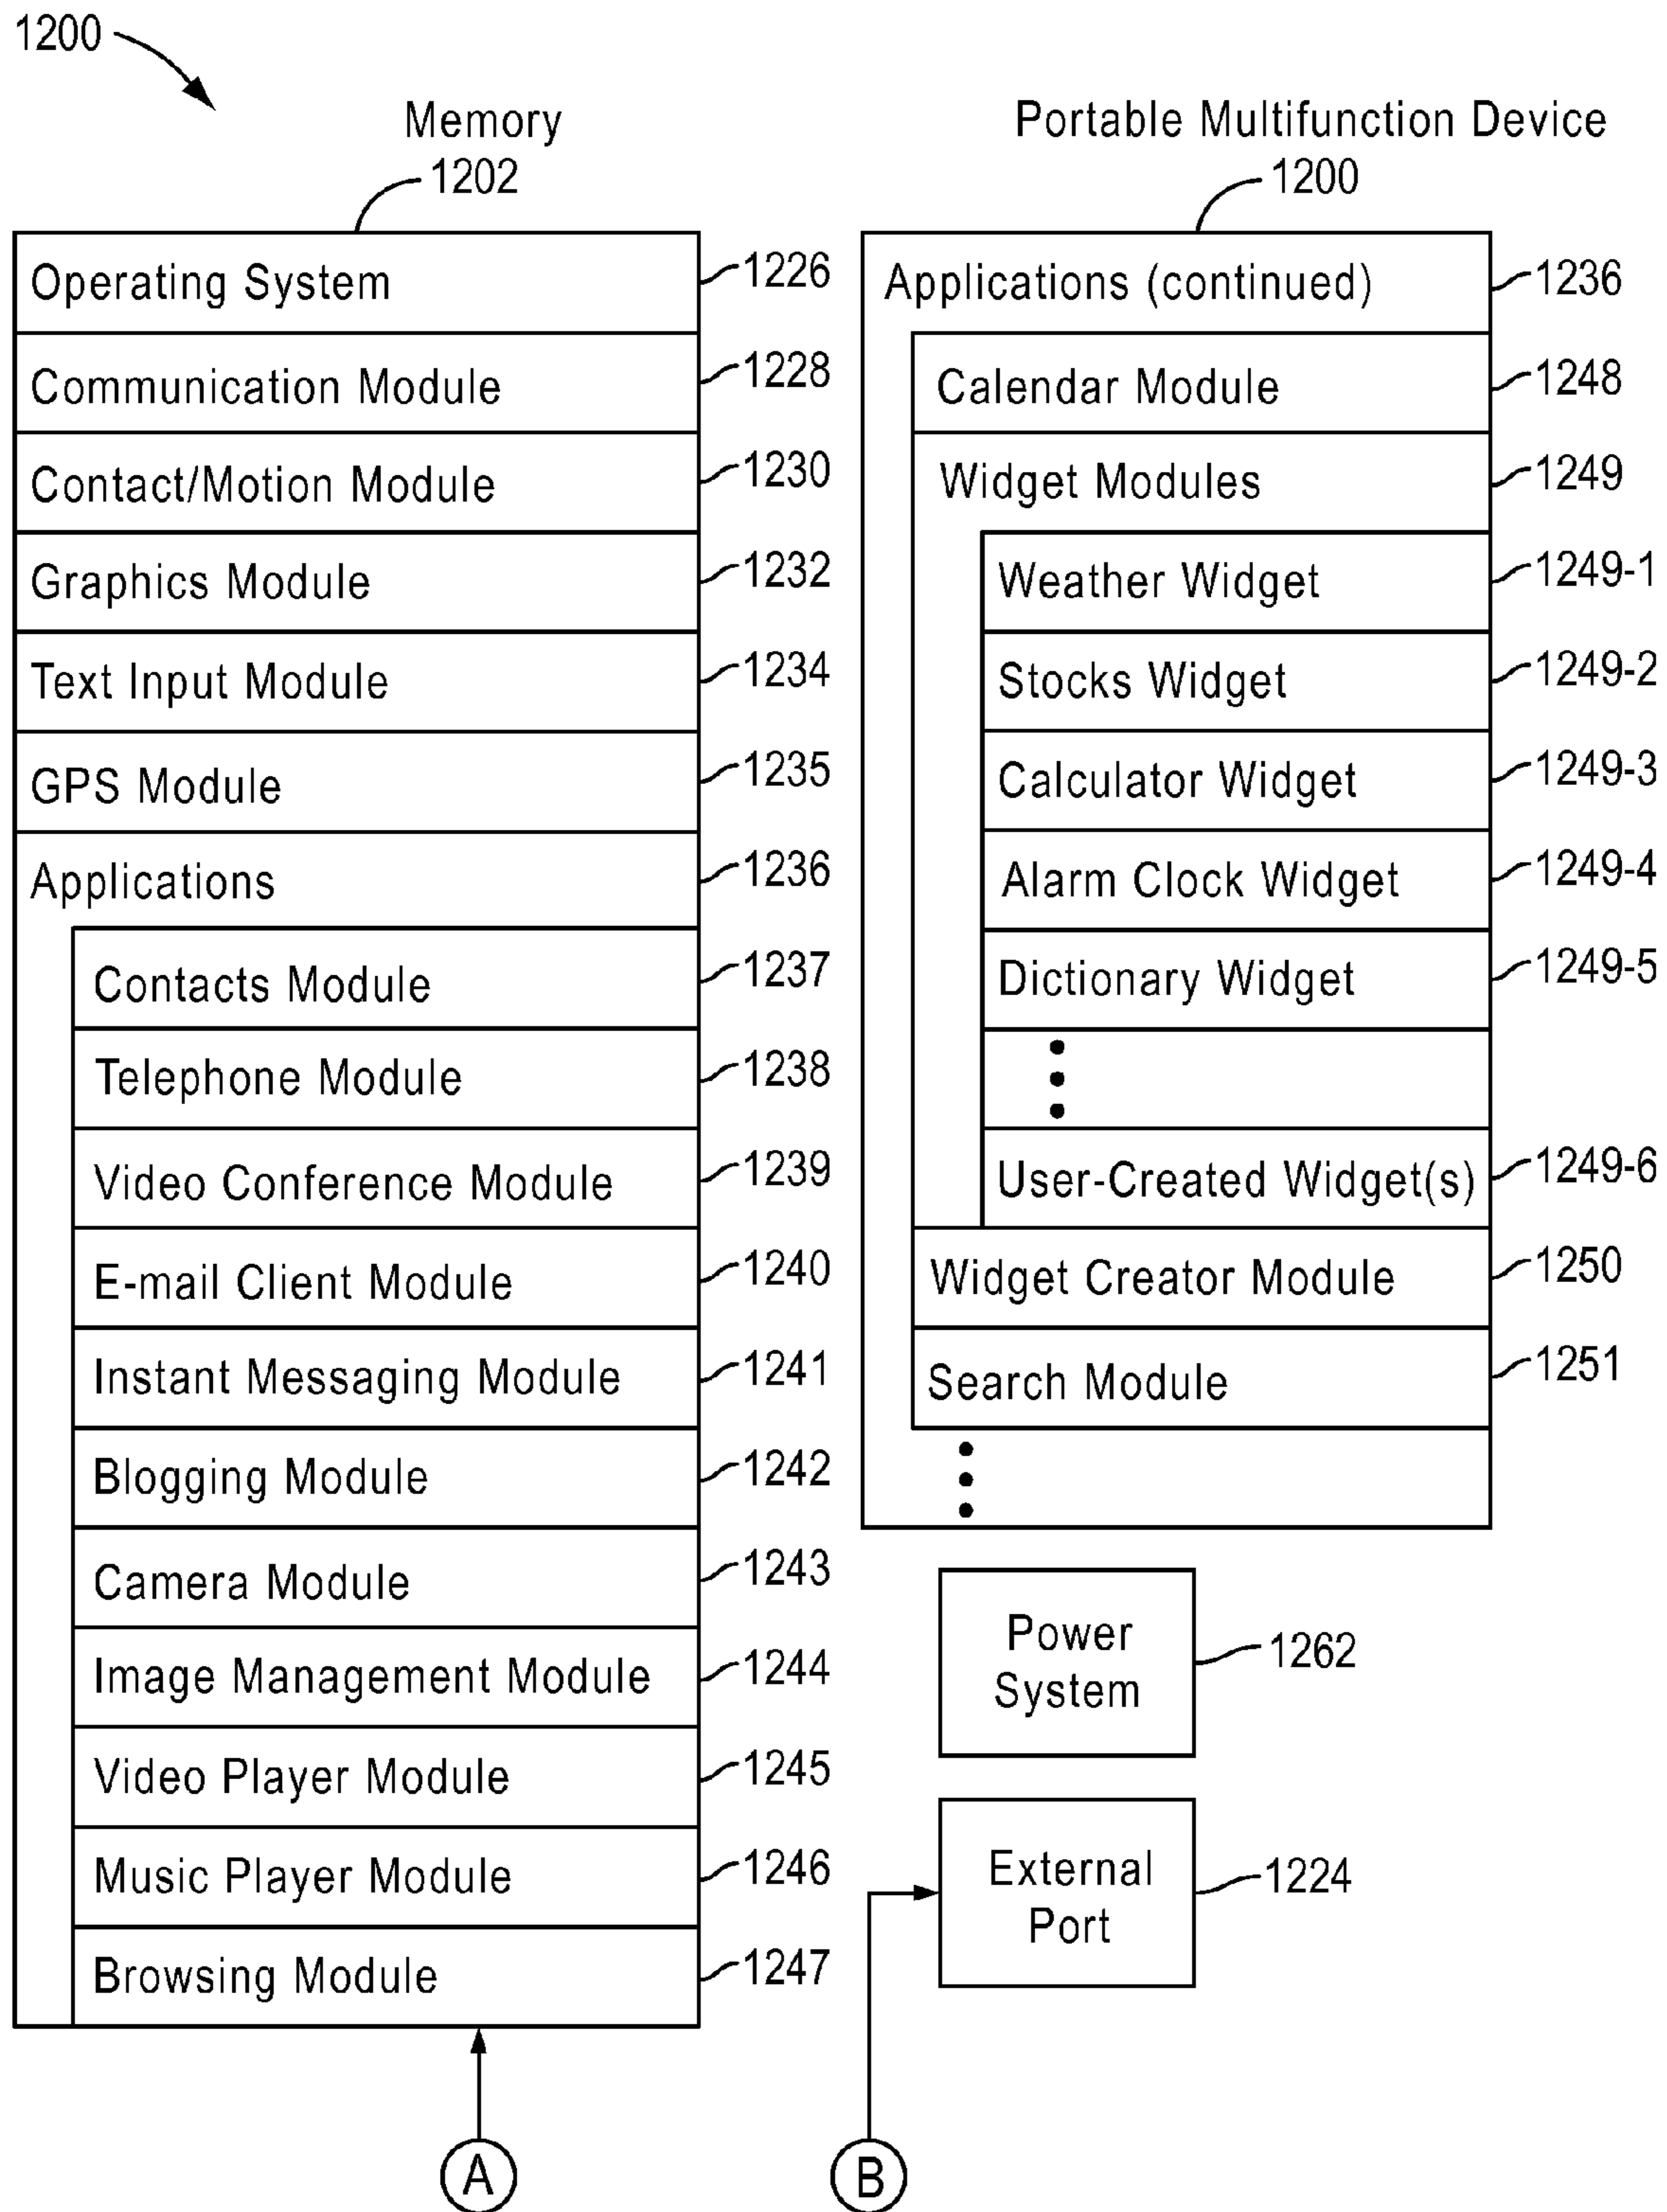 1200
Memory
1202
Operating System 1226
Communication Module 1228
Contact/Motion Module 1230
Graphics Module 1232
Text Input Module 1234
GPS Module 1235
Applications 1236
Contacts Module 1237
Telephone Module 1238
Video Conference Module 1239
E-mail Client Module 1240
Instant Messaging Module 1241
Blogging Module 1242
Camera Module 1243
Image Management Module 1244
Video Player Module 1245
Music Player Module 1246
Browsing Module 1247
A
Portable Multifunction Device
1200
Applications (continued) 1236
Calendar Module 1248
Widget Modules 1249
Weather Widget 1249-1
Stocks Widget 1249-2
Calculator Widget 1249-3
Alarm Clock Widget 1249-4
Dictionary Widget 1249-5
User-Created Widget(s) 1249-6
Widget Creator Module 1250
Search Module 1251
Power
System
1262
External
Port
1224
B